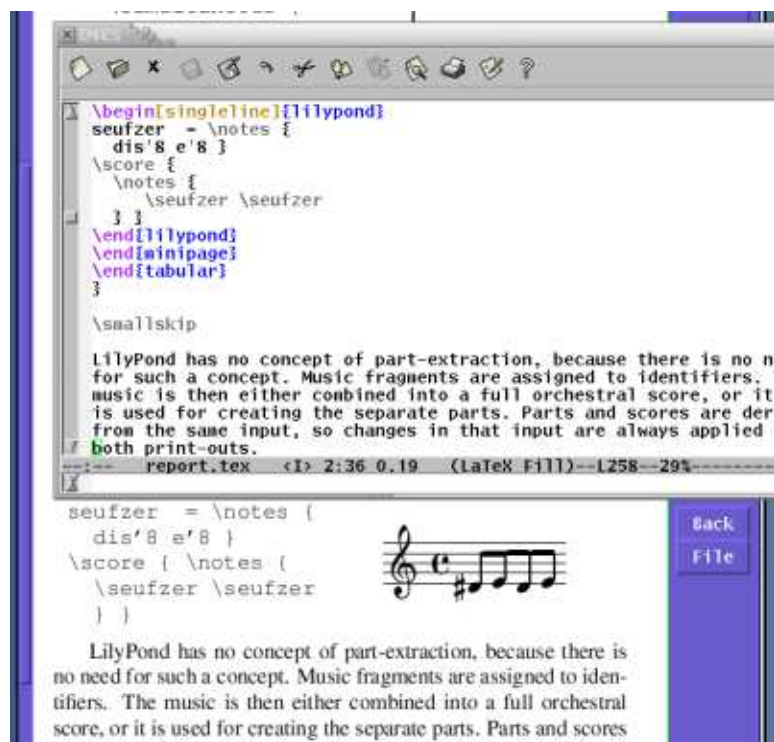 \begin[singleline]{lilypond}
seufzer = \notes {
dis'8 e'8 }
\score {
\notes {
\seufzer \seufzer
} }
\end{lilypond}
\end{minipage}
\end{tabular}
}
\smallskip
LilyPond has no concept of part-extraction, because there is no n
for such a concept. Music fragments are assigned to identifiers.
music is then either combined into a full orchestral score, or it
is used for creating the separate parts. Parts and scores are der
from the same input, so changes in that input are always applied
both print-outs.
--:-- report.tex <I> 2:36 0.19 (LaTeX Fill)--L258--29%--------
seufzer = \notes {
dis'8 e'8 }
\score { \notes {
\seufzer \seufzer
} }
Back
File
LilyPond has no concept of part-extraction, because there is
no need for such a concept. Music fragments are assigned to iden-
tifiers. The music is then either combined into a full orchestral
score, or it is used for creating the separate parts. Parts and scores